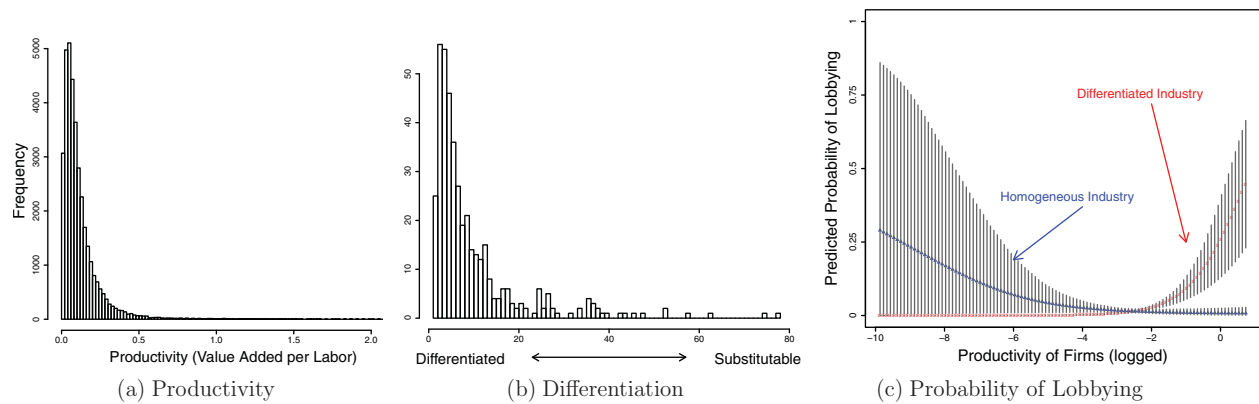 Frequency
0
1000
2000
3000
4000
5000
0.0 0.5 1.0 1.5 2.0
Productivity (Value Added per Labor)
(a) Productivity
0
10
20
30
40
50
0 20 40 60 80
Differentiated Substitutable
(b) Differentiation
Predicted Probability of Lobbying
1
0.75
0.5
0.25
0
Differentiated Industry
Homogeneous Industry
−10 −8 −6 −4 −2 0
Productivity of Firms (logged)
(c) Probability of Lobbying